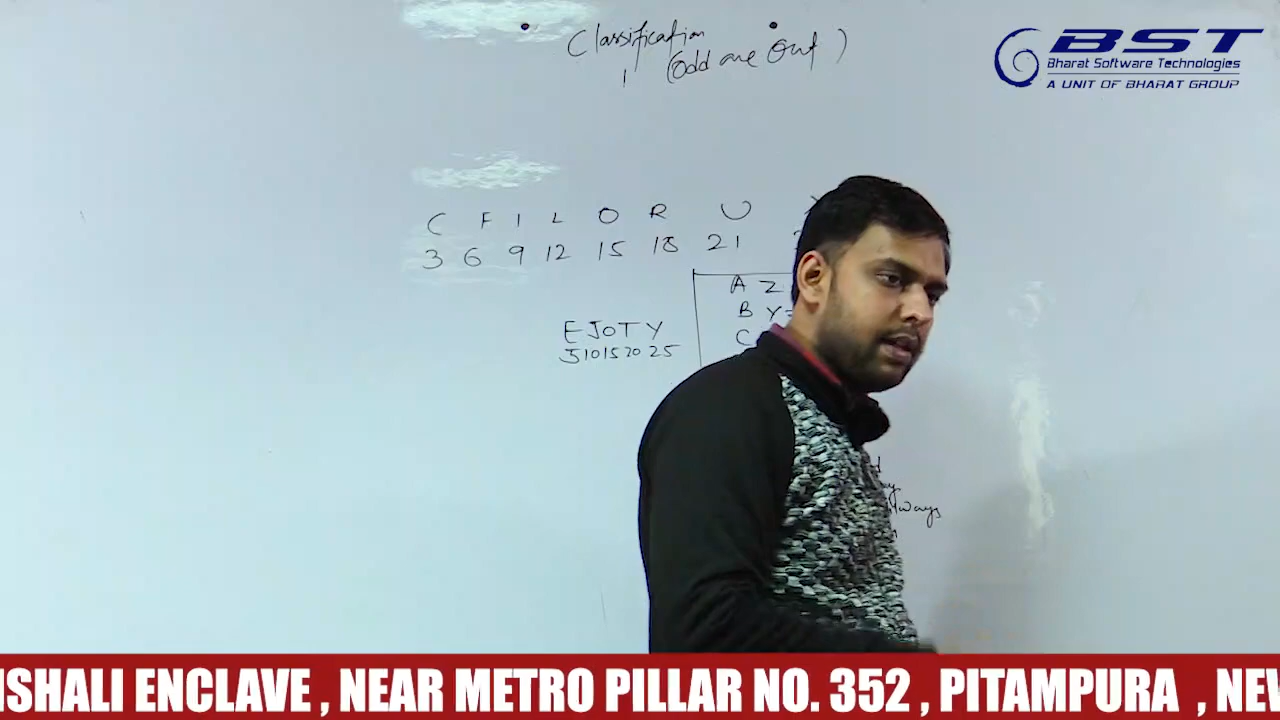 Classification
(Odd one Out)
BST
Bharat Software Technologies
A UNIT OF BHARAT GROUP
C F I L O R U
3 6 9 12 15 18 21
A Z
B Y=
C
EJOTY
5 10 15 20 25
ways
ISHALI ENCLAVE , NEAR METRO PILLAR NO. 352 , PITAMPURA , NEW